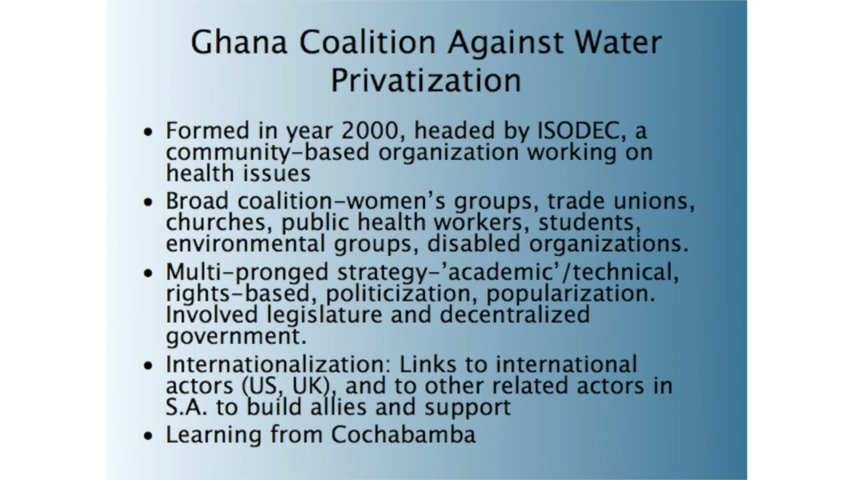 Ghana Coalition Against Water
Privatization
• Formed in year 2000, headed by ISODEC, a
community-based organization working on
health issues
• Broad coalition-women's groups, trade unions,
churches, public health workers, students,
environmental groups, disabled organizations.
• Multi-pronged strategy-'academic'/technical,
rights-based, politicization, popularization.
Involved legislature and decentralized
government.
• Internationalization: Links to international
actors (US, UK), and to other related actors in
S.A. to build allies and support
• Learning from Cochabamba